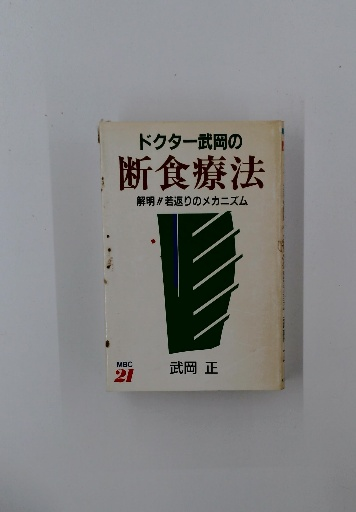 ドクター武岡の
断食療法
解明!!若返りのメカニズム
MBC
21
武岡 正